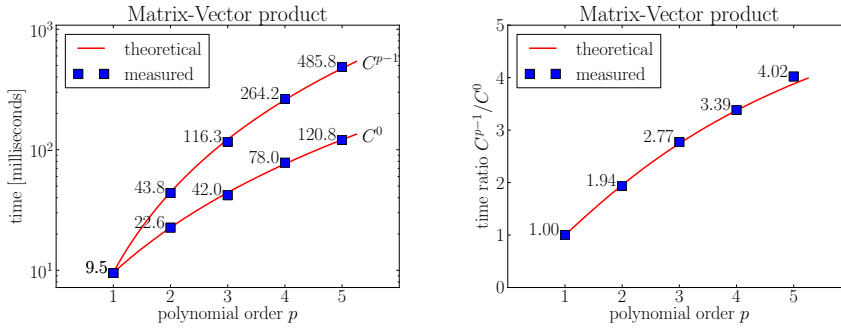 Matrix-Vector product
time [milliseconds]
10^3
10^2
10^1
theoretical
measured
485.8
C^{p−1}
264.2
116.3
120.8
C^0
78.0
43.8
42.0
22.6
9.5
1 2 3 4 5
polynomial order p
Matrix-Vector product
time ratio C^{p−1}/C^0
5
4
3
2
1
0
theoretical
measured
4.02
3.39
2.77
1.94
1.00
1 2 3 4 5
polynomial order p